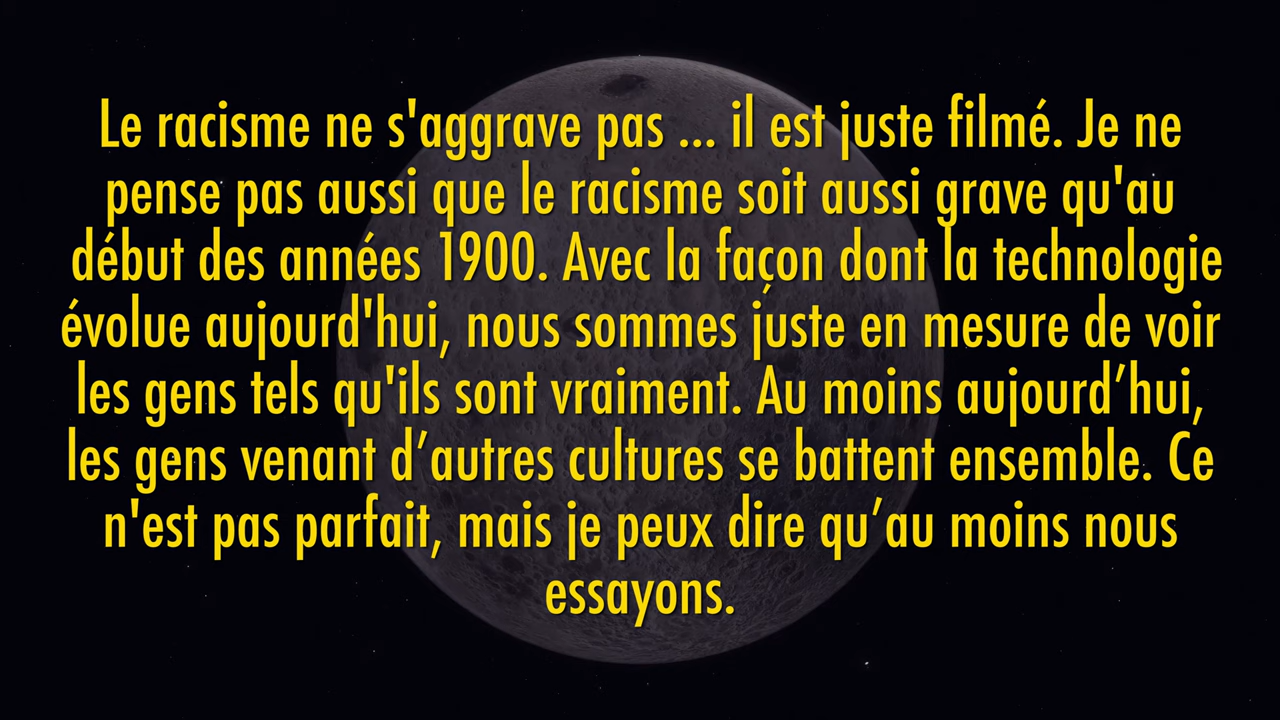 Le racisme ne s'aggrave pas ... il est juste filmé. Je ne
pense pas aussi que le racisme soit aussi grave qu'au
début des années 1900. Avec la façon dont la technologie
évolue aujourd'hui, nous sommes juste en mesure de voir
les gens tels qu'ils sont vraiment. Au moins aujourd’hui,
les gens venant d’autres cultures se battent ensemble. Ce
n'est pas parfait, mais je peux dire qu’au moins nous
essayons.